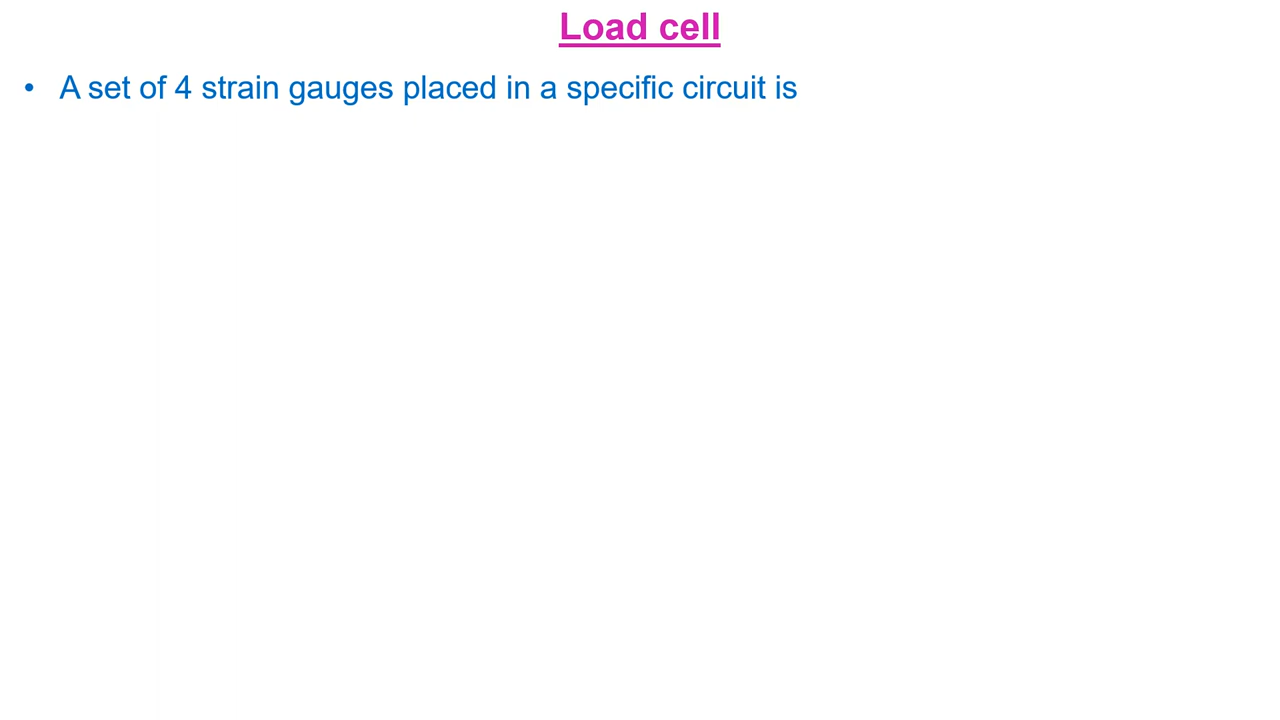 Load cell
• A set of 4 strain gauges placed in a specific circuit is